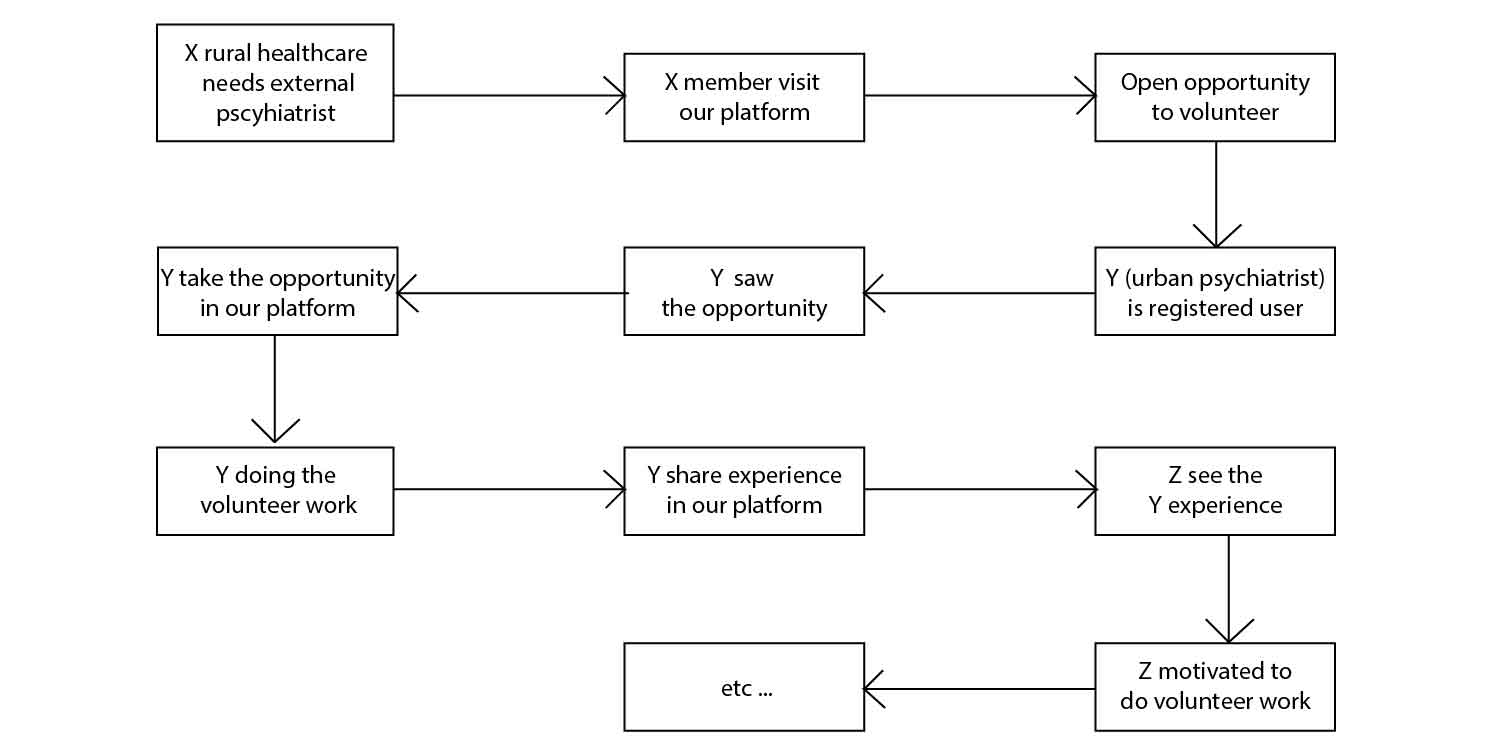 X rural healthcare
needs external
pscyhiatrist
X member visit
our platform
Open opportunity
to volunteer
Y (urban psychiatrist)
is registered user
Y saw
the opportunity
Y take the opportunity
in our platform
Y doing the
volunteer work
Y share experience
in our platform
Z see the
Y experience
Z motivated to
do volunteer work
etc ...